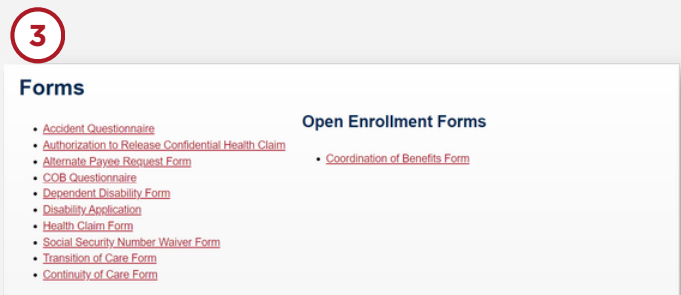 3
Forms
Accident Questionnaire
Authorization to Release Confidential Health Claim
Alternate Payee Request Form
COB Questionnaire
Dependent Disability Form
Disability Application
Health Claim Form
Social Security Number Waiver Form
Transition of Care Form
Continuity of Care Form
Open Enrollment Forms
Coordination of Benefits Form